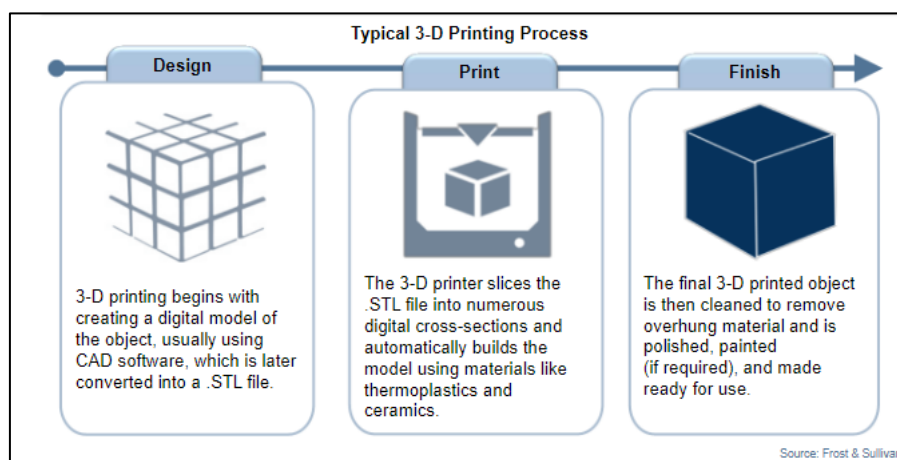 Typical 3-D Printing Process
Design
3-D printing begins with
creating a digital model of
the object, usually using
CAD software, which is later
converted into a .STL file.
Print
The 3-D printer slices the
.STL file into numerous
digital cross-sections and
automatically builds the
model using materials like
thermoplastics and
ceramics.
Finish
The final 3-D printed object
is then cleaned to remove
overhung material and is
polished, painted
(if required), and made
ready for use.
Source: Frost & Sullivan